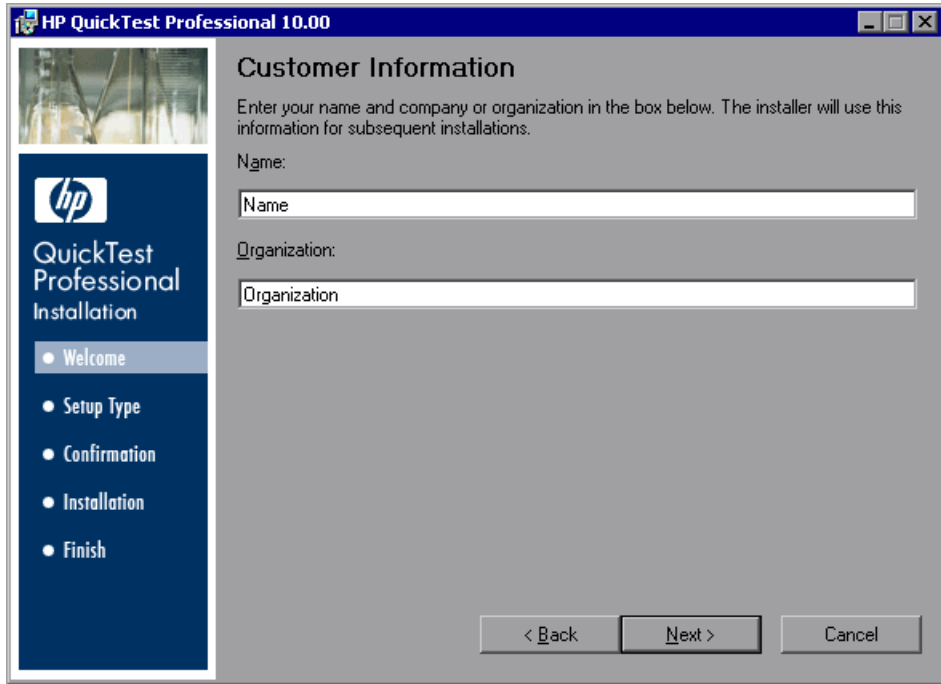 HP QuickTest Professional 10.00
Customer Information
Enter your name and company or organization in the box below. The installer will use this
information for subsequent installations.
Name:
Name
Organization:
Organization
hp
QuickTest
Professional
Installation
Welcome
Setup Type
Confirmation
Installation
Finish
< Back
Next >
Cancel